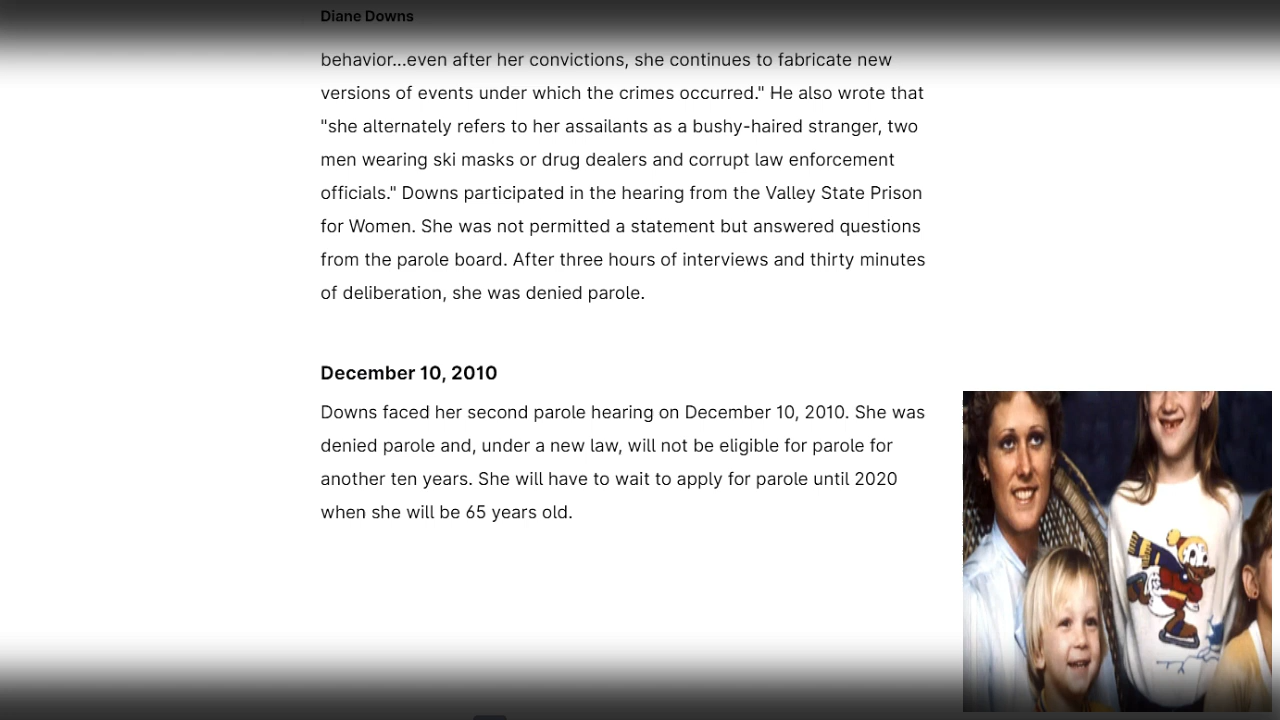 Diane Downs
behavior...even after her convictions, she continues to fabricate new
versions of events under which the crimes occurred." He also wrote that
"she alternately refers to her assailants as a bushy-haired stranger, two
men wearing ski masks or drug dealers and corrupt law enforcement
officials." Downs participated in the hearing from the Valley State Prison
for Women. She was not permitted a statement but answered questions
from the parole board. After three hours of interviews and thirty minutes
of deliberation, she was denied parole.
December 10, 2010
Downs faced her second parole hearing on December 10, 2010. She was
denied parole and, under a new law, will not be eligible for parole for
another ten years. She will have to wait to apply for parole until 2020
when she will be 65 years old.